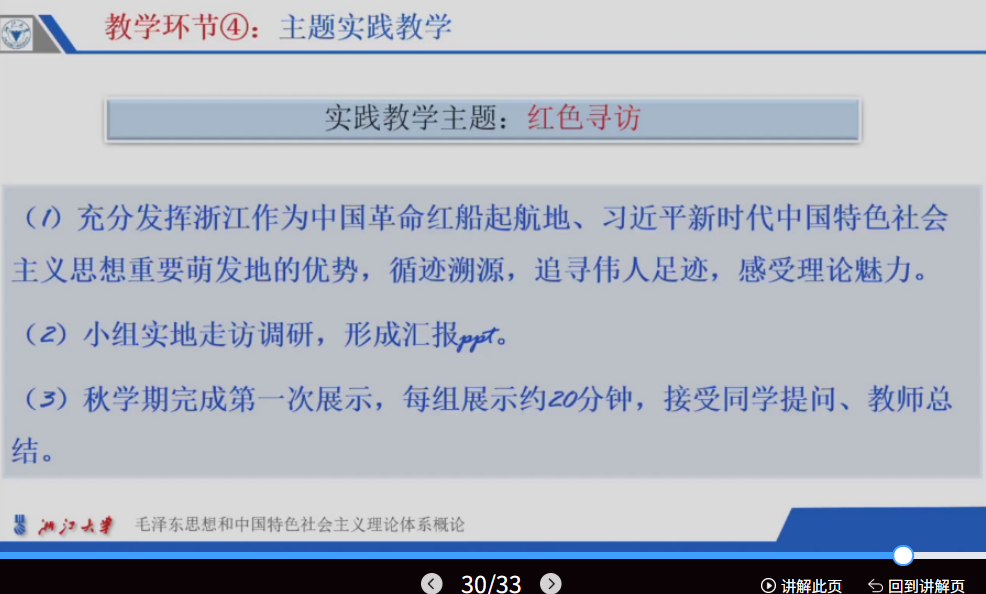 教学环节④：主题实践教学
实践教学主题：红色寻访
（1）充分发挥浙江作为中国革命红船起航地、习近平新时代中国特色社会
主义思想重要萌发地的优势，循迹溯源，追寻伟人足迹，感受理论魅力。
（2）小组实地走访调研，形成汇报ppt。
（3）秋学期完成第一次展示，每组展示约20分钟，接受同学提问、教师总
结。
浙江大学 毛泽东思想和中国特色社会主义理论体系概论
30/33 讲解此页 回到讲解页